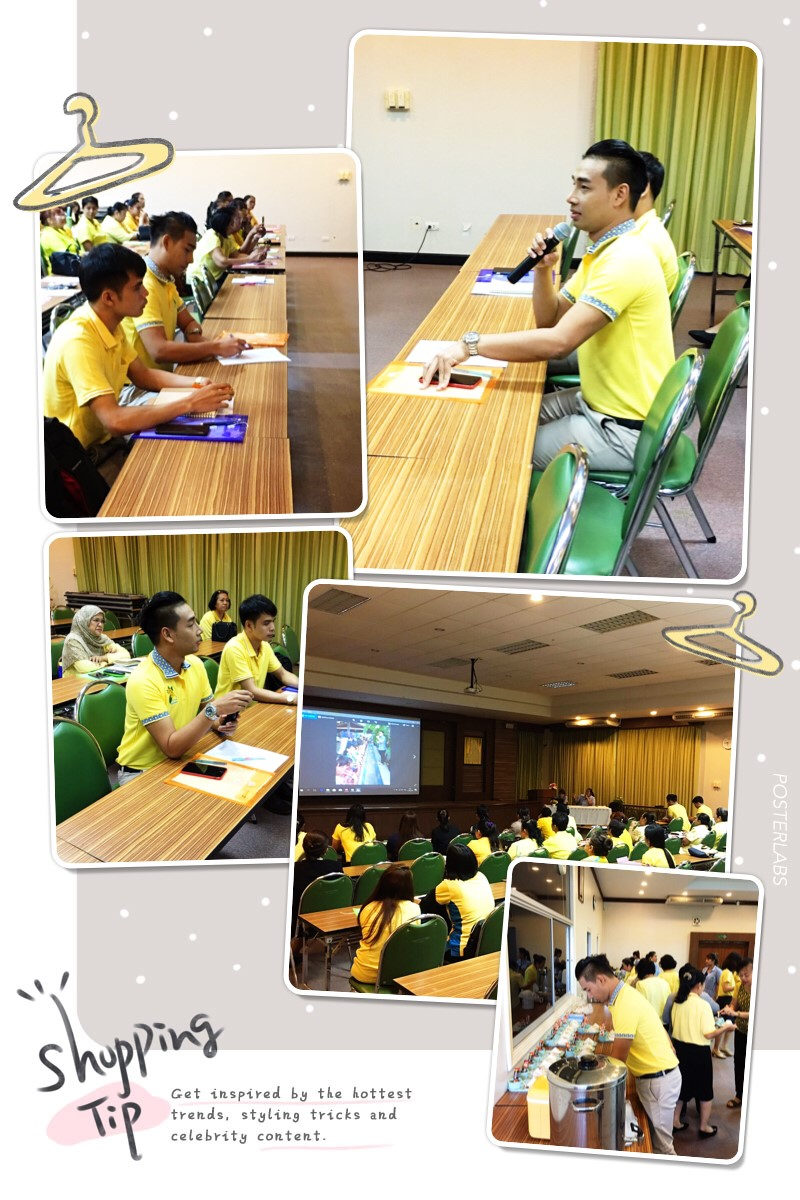 POSTERLABS
Shopping
Tip
Get inspired by the hottest
trends, styling tricks and
celebrity content.